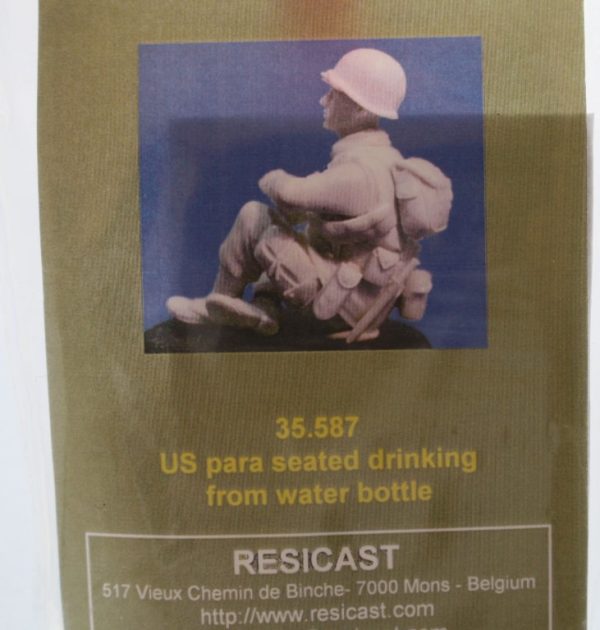 35.587
US para seated drinking
from water bottle
RESICAST
517 Vieux Chemin de Binche- 7000 Mons - Belgium
http://www.resicast.com